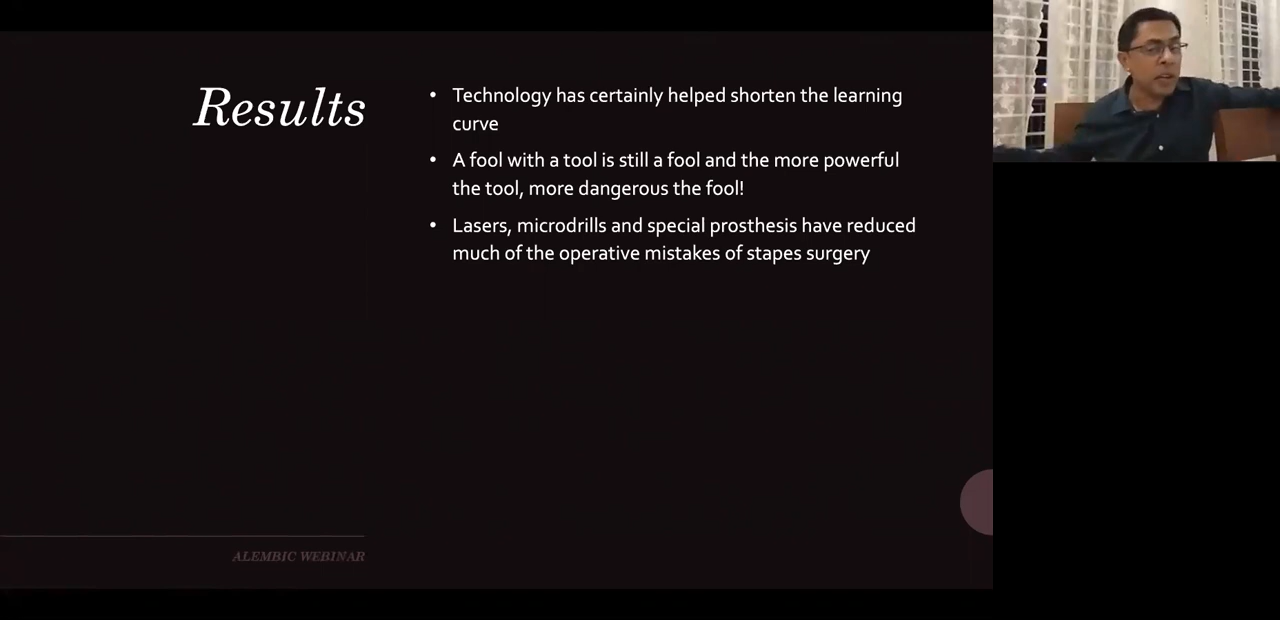 Results
• Technology has certainly helped shorten the learning
curve
• A fool with a tool is still a fool and the more powerful
the tool, more dangerous the fool!
• Lasers, microdrills and special prosthesis have reduced
much of the operative mistakes of stapes surgery
ALEMBIC WEBINAR